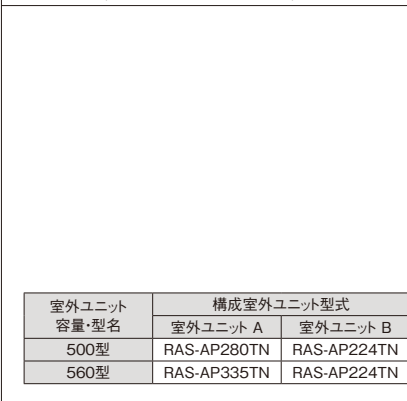 室外ユニット
容量・型名
構成室外ユニット型式
室外ユニット A 室外ユニット B
500型 RAS-AP280TN RAS-AP224TN
560型 RAS-AP335TN RAS-AP224TN